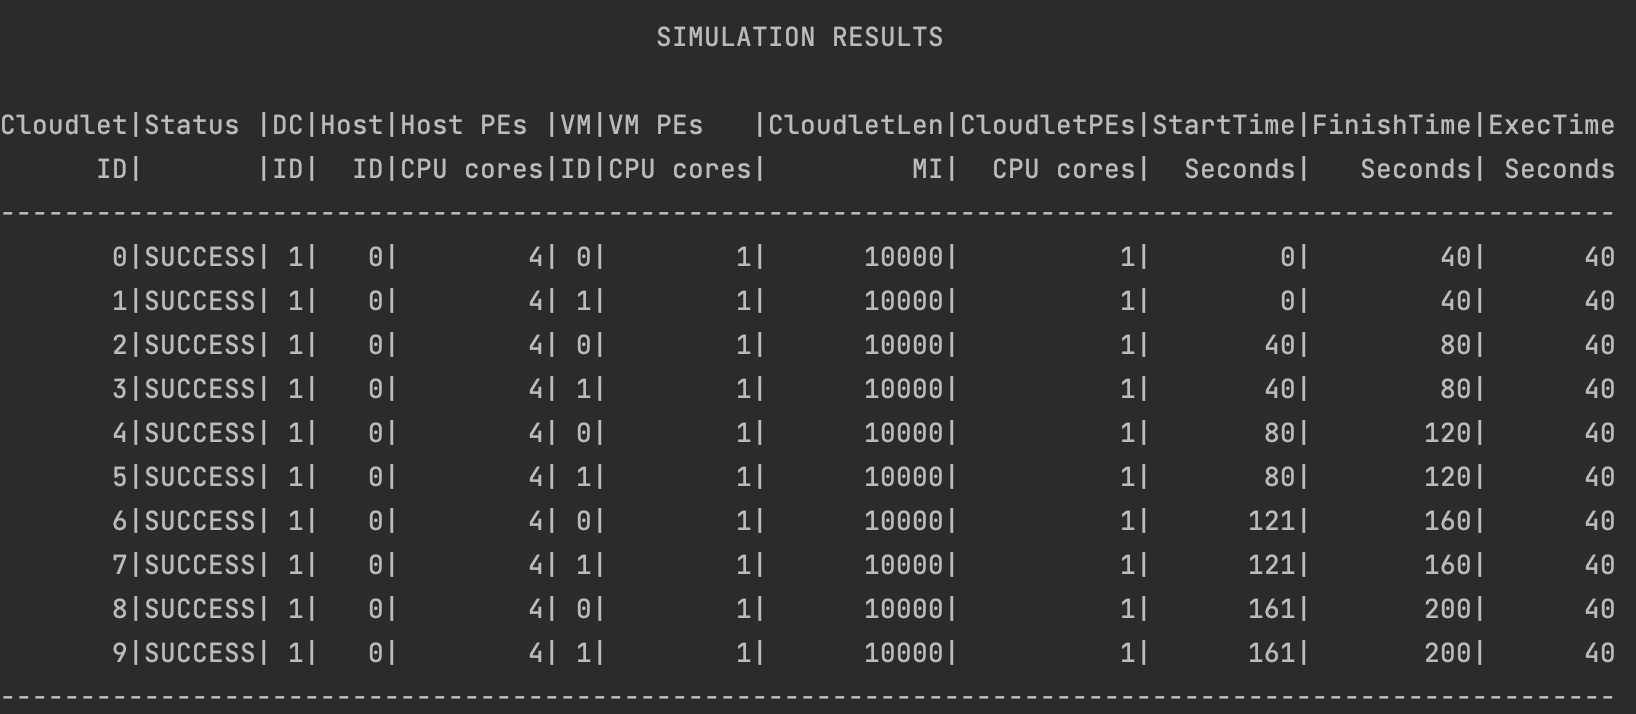 SIMULATION RESULTS
Cloudlet|Status |DC|Host|Host PEs |VM|VM PEs   |CloudletLen|CloudletPEs|StartTime|FinishTime|ExecTime
      ID|       |ID|  ID|CPU cores|ID|CPU cores|         MI|  CPU cores|  Seconds|   Seconds| Seconds
-----------------------------------------------------------------------------------------------------
       0|SUCCESS| 1|   0|        4| 0|        1|      10000|          1|        0|        40|      40
       1|SUCCESS| 1|   0|        4| 1|        1|      10000|          1|        0|        40|      40
       2|SUCCESS| 1|   0|        4| 0|        1|      10000|          1|       40|        80|      40
       3|SUCCESS| 1|   0|        4| 1|        1|      10000|          1|       40|        80|      40
       4|SUCCESS| 1|   0|        4| 0|        1|      10000|          1|       80|       120|      40
       5|SUCCESS| 1|   0|        4| 1|        1|      10000|          1|       80|       120|      40
       6|SUCCESS| 1|   0|        4| 0|        1|      10000|          1|      121|       160|      40
       7|SUCCESS| 1|   0|        4| 1|        1|      10000|          1|      121|       160|      40
       8|SUCCESS| 1|   0|        4| 0|        1|      10000|          1|      161|       200|      40
       9|SUCCESS| 1|   0|        4| 1|        1|      10000|          1|      161|       200|      40
-----------------------------------------------------------------------------------------------------